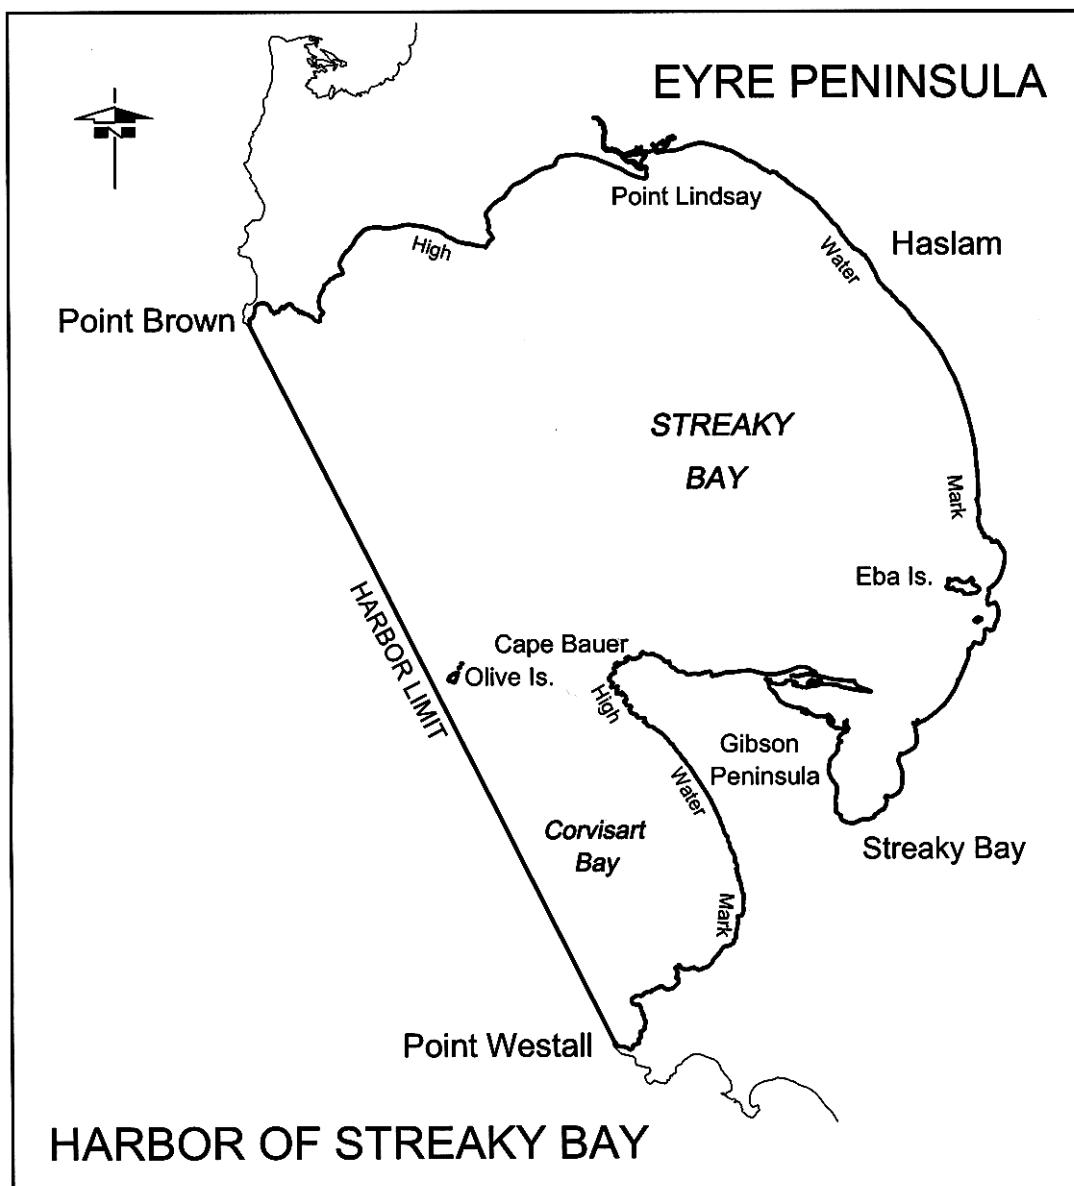 EYRE PENINSULA
N
Point Lindsay
High
Water
Haslam
Point Brown
STREAKY
BAY
Mark
Eba Is.
HARBOR LIMIT
Cape Bauer
Olive Is.
High
Gibson
Peninsula
Water
Corvisart
Bay
Streaky Bay
Mark
Point Westall
HARBOR OF STREAKY BAY